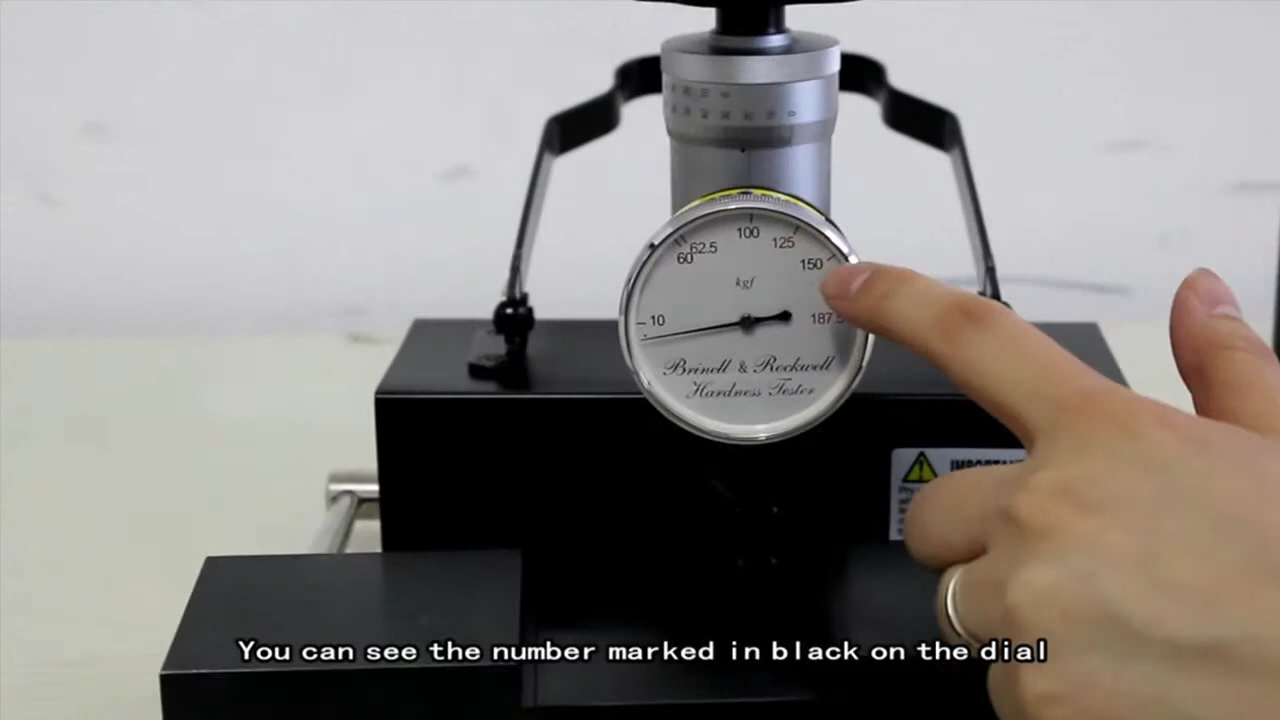 100
62.5
125
60
150
kgf
10
187.5
Brinell & Rockwell
Hardness Tester
You can see the number marked in black on the dial